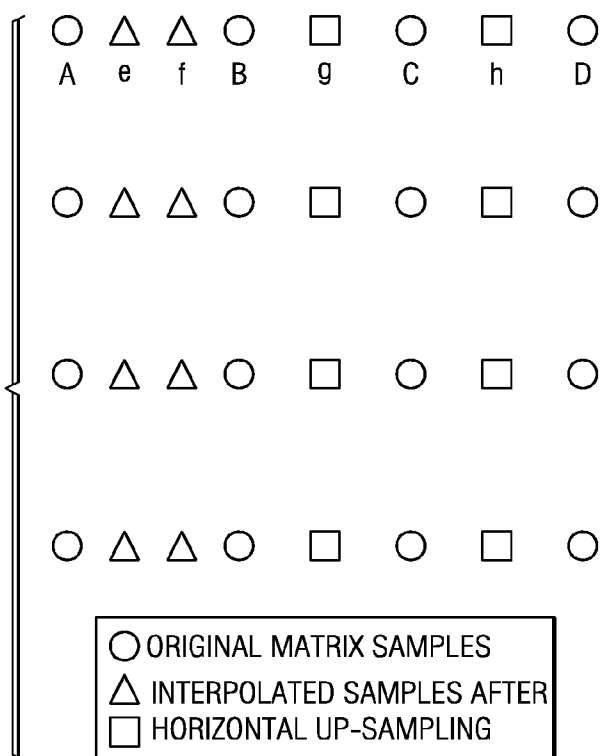 A e f B g C h D
ORIGINAL MATRIX SAMPLES
INTERPOLATED SAMPLES AFTER
HORIZONTAL UP-SAMPLING